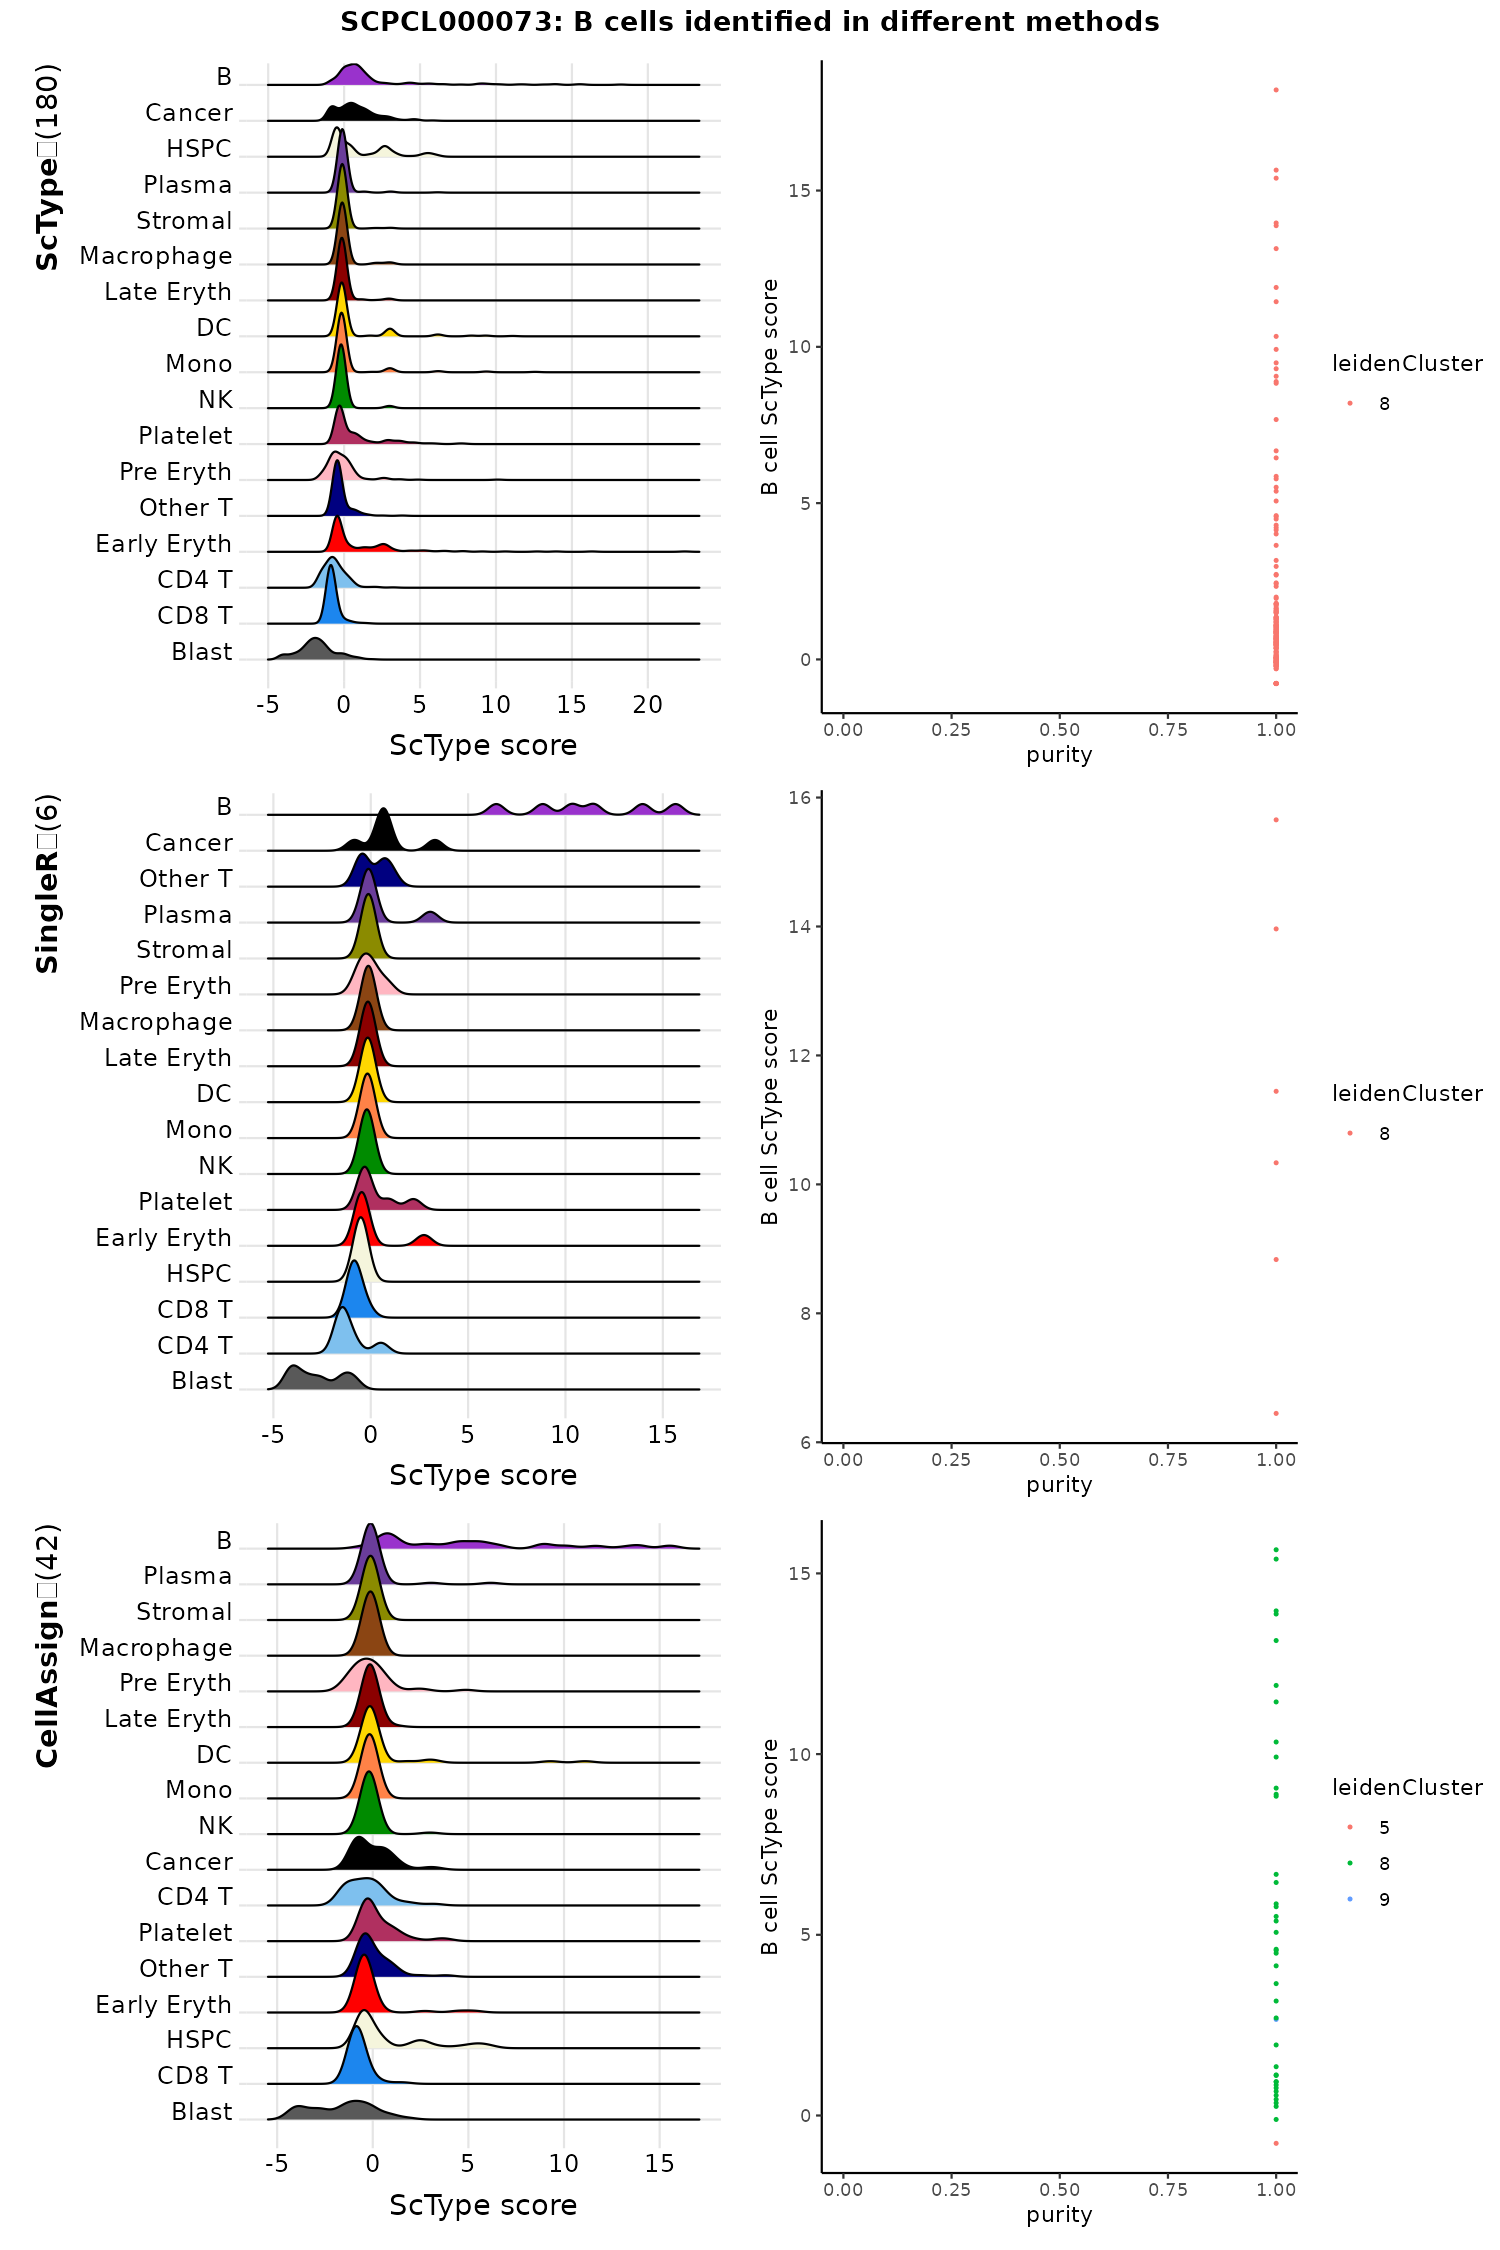 SCPCL000073: B cells identified in different methods
ScType□(180)
B
Cancer
HSPC
Plasma
Stromal
Macrophage
Late Eryth
DC
Mono
NK
Platelet
Pre Eryth
Other T
Early Eryth
CD4 T
CD8 T
Blast
-5 0 5 10 15 20
ScType score
B cell ScType score
15
10
5
0
0.00 0.25 0.50 0.75 1.00
purity
leidenCluster
8
SingleR□(6)
B
Cancer
Other T
Plasma
Stromal
Pre Eryth
Macrophage
Late Eryth
DC
Mono
NK
Platelet
Early Eryth
HSPC
CD8 T
CD4 T
Blast
-5 0 5 10 15
ScType score
B cell ScType score
16
14
12
10
8
6
0.00 0.25 0.50 0.75 1.00
purity
leidenCluster
8
CellAssign□(42)
B
Plasma
Stromal
Macrophage
Pre Eryth
Late Eryth
DC
Mono
NK
Cancer
CD4 T
Platelet
Other T
Early Eryth
HSPC
CD8 T
Blast
-5 0 5 10 15
ScType score
B cell ScType score
15
10
5
0
0.00 0.25 0.50 0.75 1.00
purity
leidenCluster
5
8
9